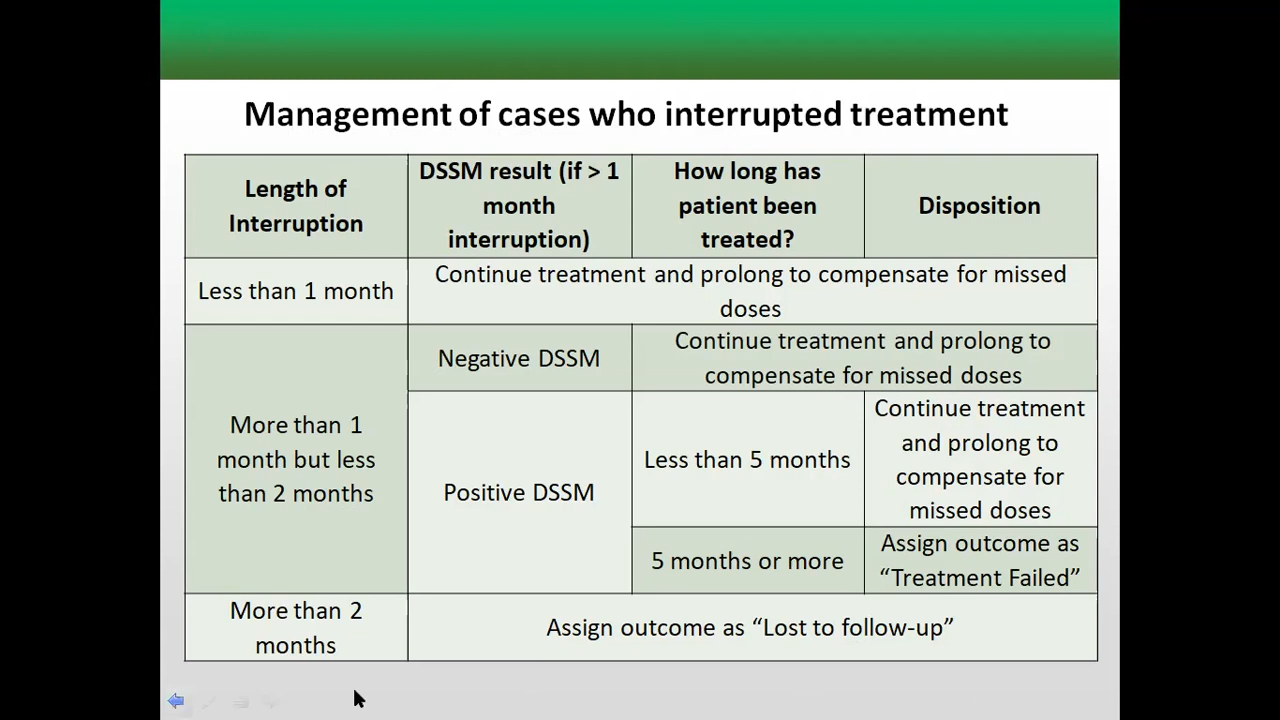 Management of cases who interrupted treatment
Length of
Interruption
DSSM result (if > 1
month
interruption)
How long has
patient been
treated?
Disposition
Less than 1 month
Continue treatment and prolong to compensate for missed
doses
More than 1
month but less
than 2 months
Negative DSSM
Continue treatment and prolong to
compensate for missed doses
Positive DSSM
Less than 5 months
Continue treatment
and prolong to
compensate for
missed doses
5 months or more
Assign outcome as
“Treatment Failed”
More than 2
months
Assign outcome as “Lost to follow-up”